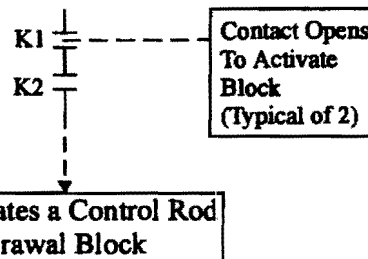 K1
Contact Opens
To Activate
Block
(Typical of 2)
K2
ates a Control Rod
rawal Block